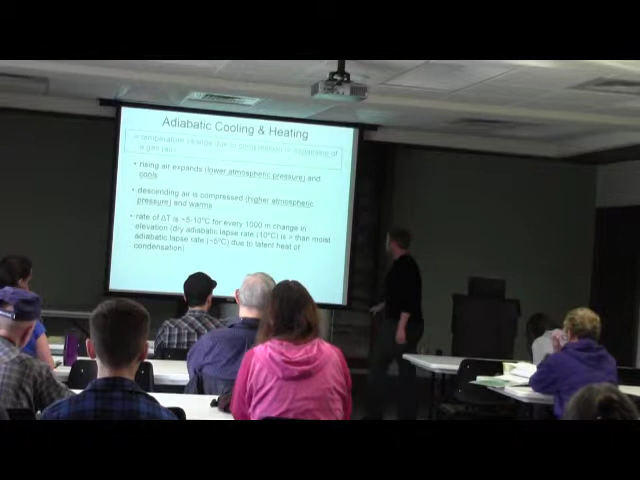 Adiabatic Cooling & Heating
temperature change due to compression or expansion of
a gas (air)
• rising air expands (lower atmospheric pressure) and
cools
• descending air is compressed (higher atmospheric
pressure) and warms
• rate of ΔT is ~5-10°C for every 1000 m change in
elevation (dry adiabatic lapse rate (10°C) is > than moist
adiabatic lapse rate (~5°C) due to latent heat of
condensation)